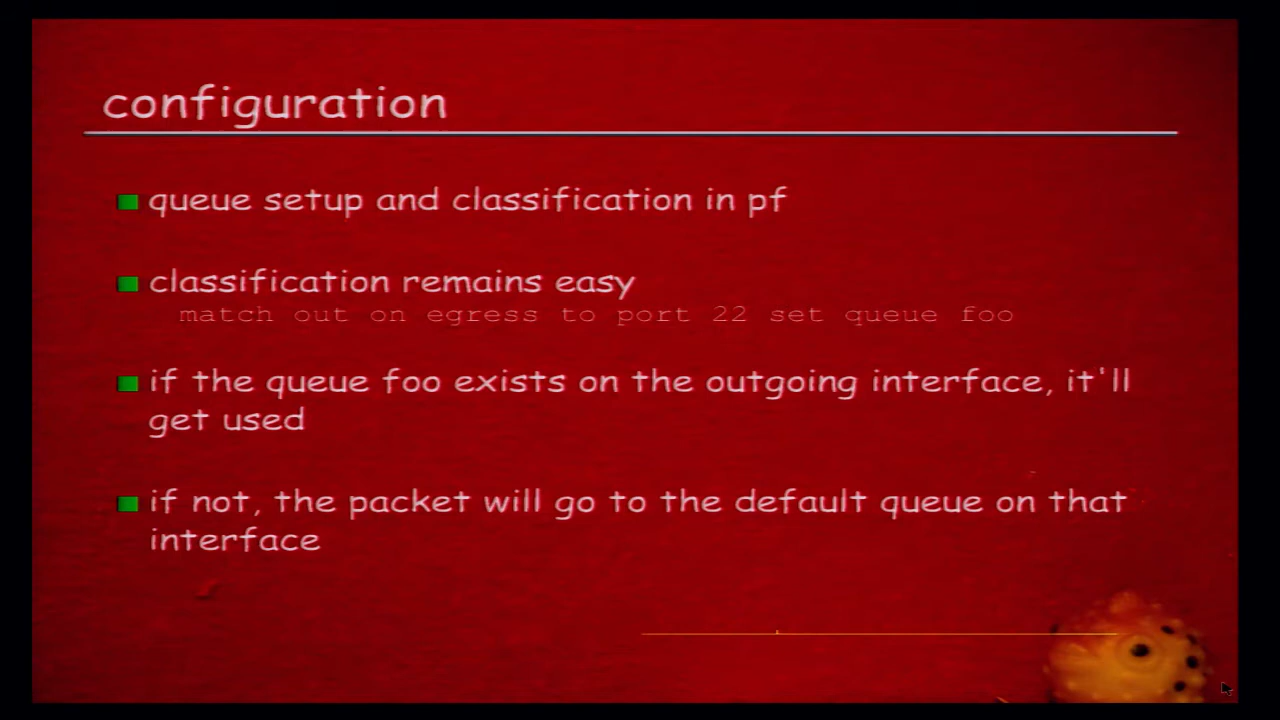 configuration
queue setup and classification in pf
classification remains easy
match out on egress to port 22 set queue foo
if the queue foo exists on the outgoing interface, it'll
get used
if not, the packet will go to the default queue on that
interface